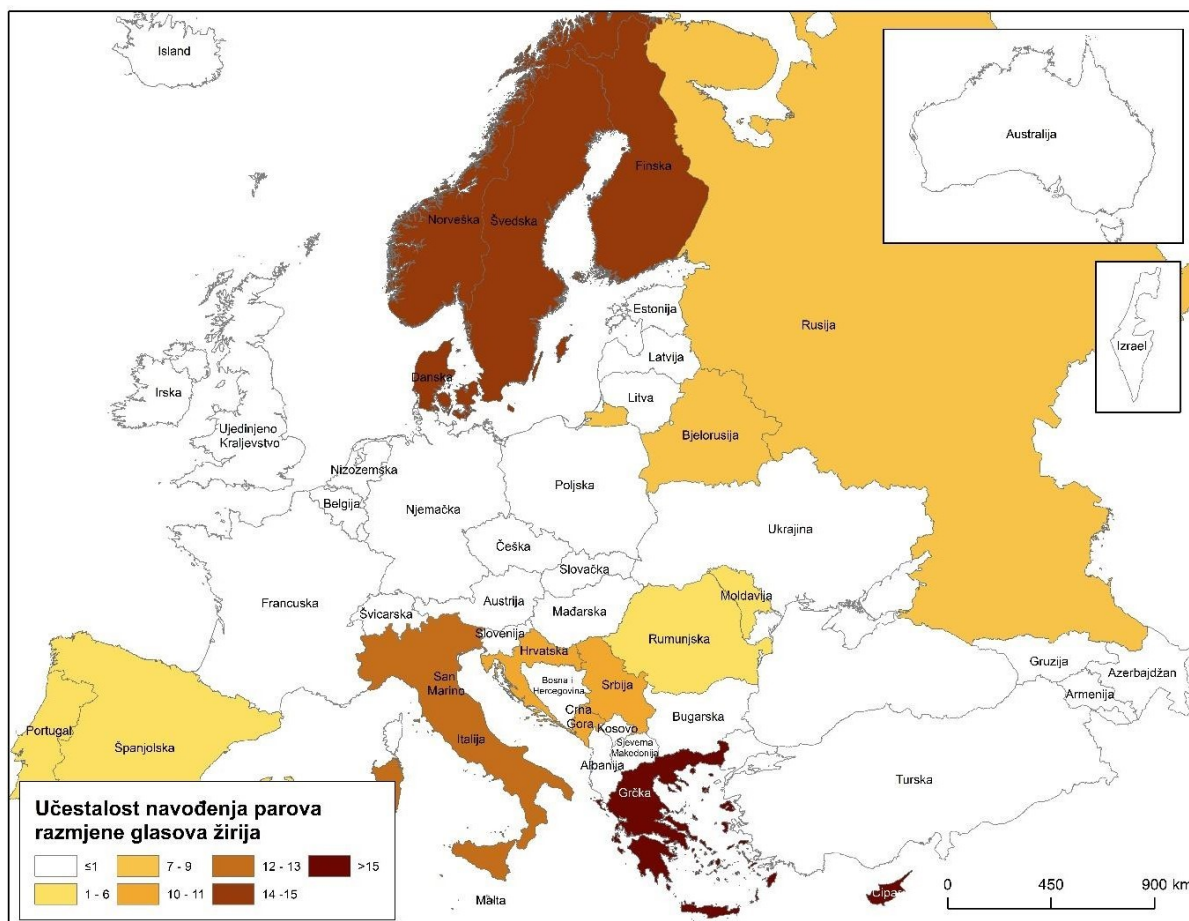 Island
Australija
Finska
Norveška
Švedska
Rusija
Estonija
Izrael
Latvija
Danska
Irska
Litva
Ujedinjeno
Kraljevstvo
Bjelorusija
Nizozemska
Poljska
Belgija
Njemačka
Ukrajina
Češka
Slovačka
Moldavija
Francuska
Austrija
Švicarska
Mađarska
Rumunjska
Slovenija
Hrvatska
Gruzija
Azerbajdžan
San
Marino
Bosna i
Hercegovina
Srbija
Armenija
Crna
Gora
Bugarska
Portugal
Španjolska
Kosovo
Italija
Sjeverna
Makedonija
Albanija
Turska
Grčka
Učestalost navođenja parova
razmjene glasova žirija
≤1 7 - 9 12 - 13 >15
1 - 6 10 - 11 14 -15
Malta
Cipar
0 450 900 km